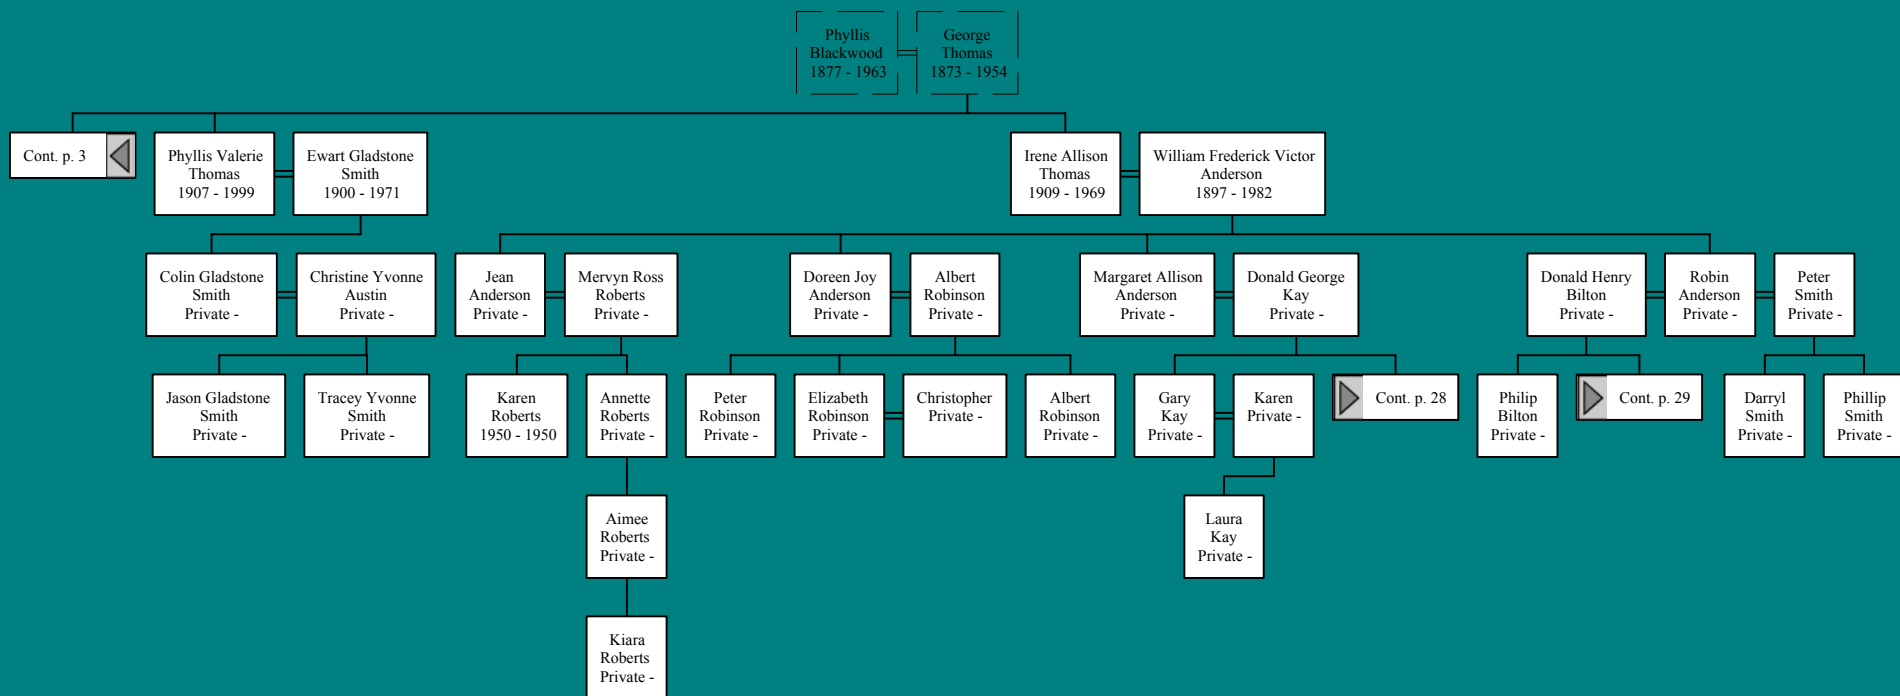 Phyllis
Blackwood
1877 - 1963
George
Thomas
1873 - 1954
Cont. p. 3
Phyllis Valerie
Thomas
1907 - 1999
Ewart Gladstone
Smith
1900 - 1971
Irene Allison
Thomas
1909 - 1969
William Frederick Victor
Anderson
1897 - 1982
Colin Gladstone
Smith
Private -
Christine Yvonne
Austin
Private -
Jean
Anderson
Private -
Mervyn Ross
Roberts
Private -
Doreen Joy
Anderson
Private -
Albert
Robinson
Private -
Margaret Allison
Anderson
Private -
Donald George
Kay
Private -
Donald Henry
Bilton
Private -
Robin
Anderson
Private -
Peter
Smith
Private -
Jason Gladstone
Smith
Private -
Tracey Yvonne
Smith
Private -
Karen
Roberts
1950 - 1950
Annette
Roberts
Private -
Peter
Robinson
Private -
Elizabeth
Robinson
Private -
Christopher
Private -
Albert
Robinson
Private -
Gary
Kay
Private -
Karen
Private -
Cont. p. 28
Philip
Bilton
Private -
Cont. p. 29
Darryl
Smith
Private -
Phillip
Smith
Private -
Aimee
Roberts
Private -
Laura
Kay
Private -
Kiara
Roberts
Private -